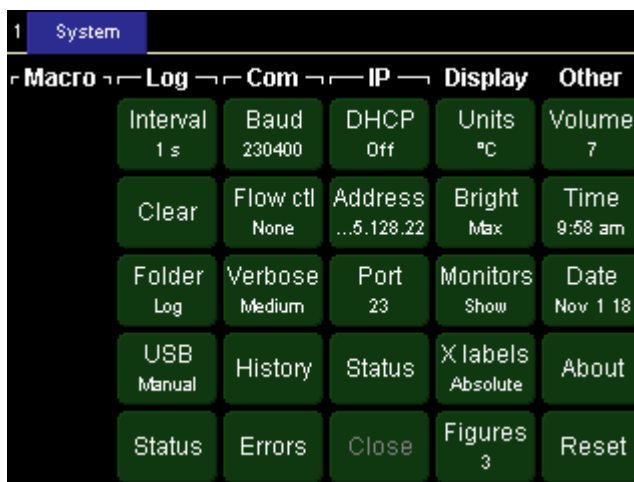 1 System
Macro Log Com IP Display Other
Interval Baud DHCP Units Volume
1 s 230400 Off °C 7
Clear Flow ctl Address Bright Time
None ...5.128.22 Max 9:58 am
Folder Verbose Port Monitors Date
Log Medium 23 Show Nov 1 18
USB History Status X labels About
Manual Absolute
Status Errors Close Figures Reset
3